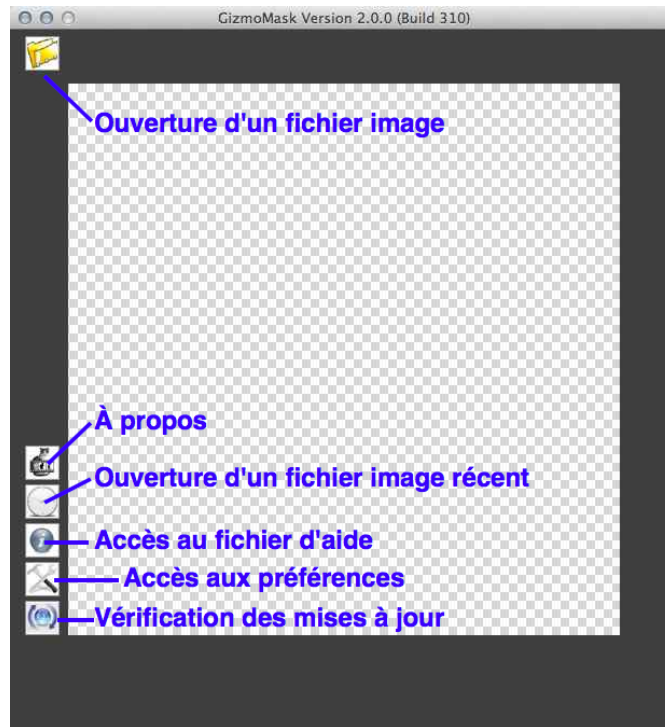 GizmoMask Version 2.0.0 (Build 310)
Ouverture d'un fichier image
À propos
Ouverture d'un fichier image récent
Accès au fichier d'aide
Accès aux préférences
Vérification des mises à jour